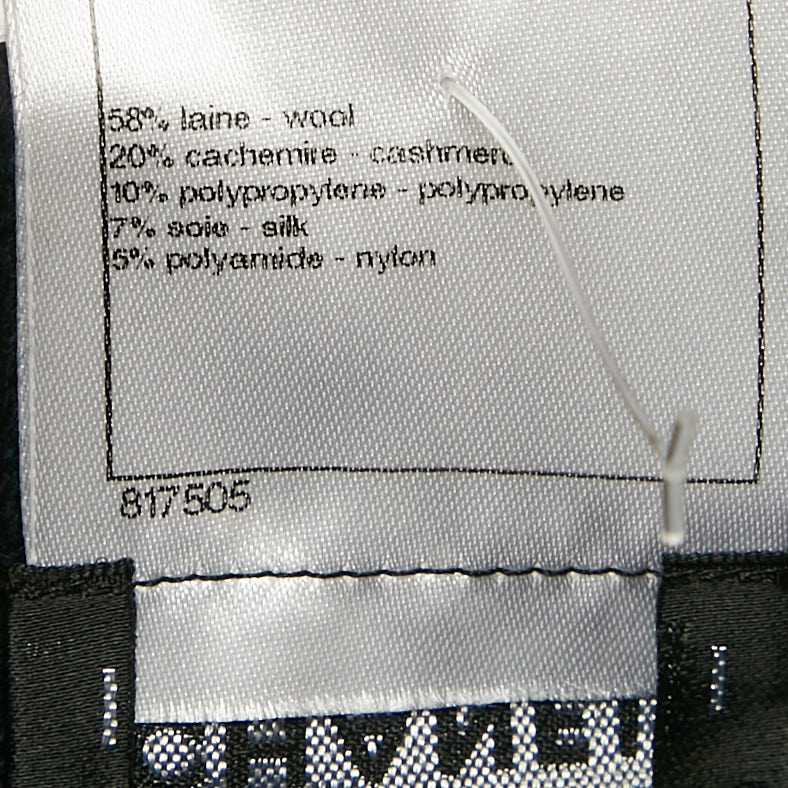 58% laine - wool
20% cachemire - cashmere
10% polypropylene - polypropylene
7% soie - silk
5% polyamide - nylon
817505